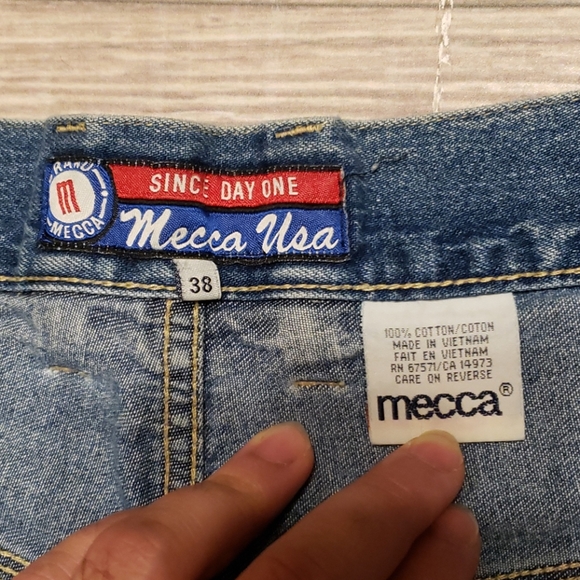 BRAND
m
MECCA
SINCE DAY ONE
Mecca Usa
38
100% COTTON/COTON
MADE IN VIETNAM
FAIT EN VIETNAM
RN 67571/CA 14973
CARE ON REVERSE
mecca®